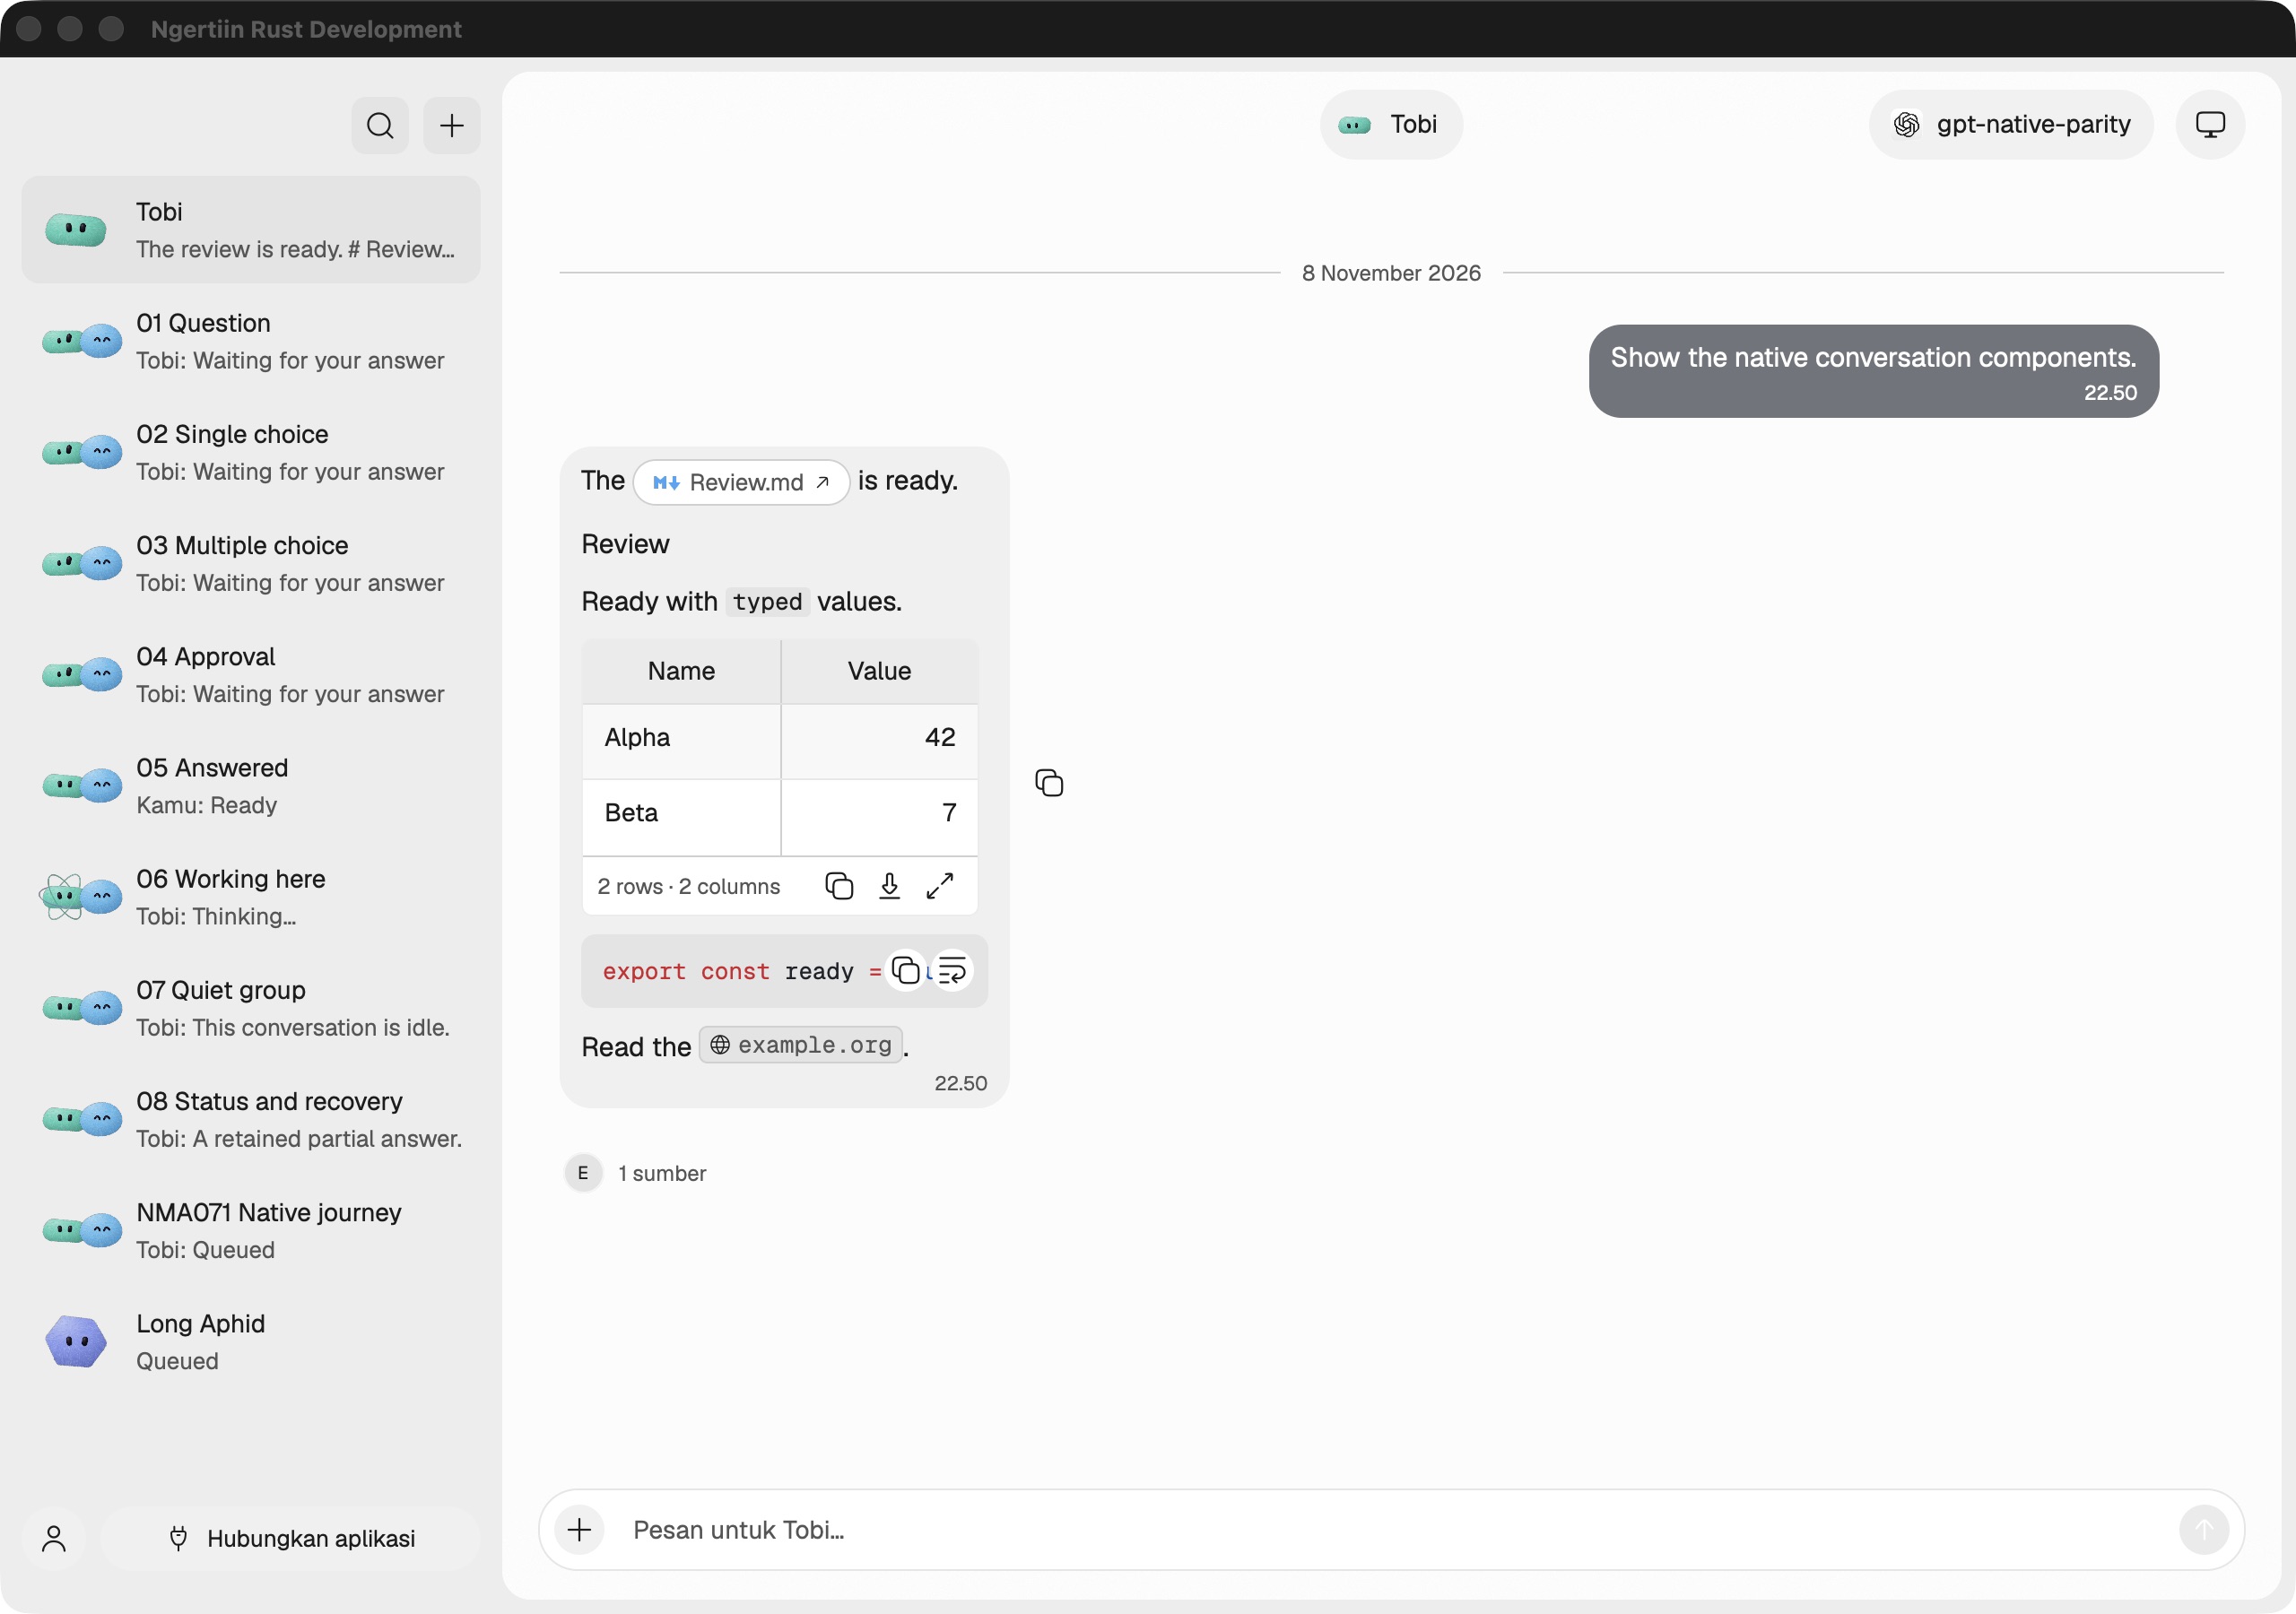 Ngertiin Rust Development
Tobi
The review is ready. # Review...
01 Question
Tobi: Waiting for your answer
02 Single choice
Tobi: Waiting for your answer
03 Multiple choice
Tobi: Waiting for your answer
04 Approval
Tobi: Waiting for your answer
05 Answered
Kamu: Ready
06 Working here
Tobi: Thinking...
07 Quiet group
Tobi: This conversation is idle.
08 Status and recovery
Tobi: A retained partial answer.
NMA071 Native journey
Tobi: Queued
Long Aphid
Queued
Hubungkan aplikasi
Tobi
gpt-native-parity
8 November 2026
Show the native conversation components.
22.50
The M↓ Review.md ↗ is ready.
Review
Ready with typed values.
Name Value
Alpha 42
Beta 7
2 rows · 2 columns
export const ready =
Read the example.org.
22.50
E 1 sumber
Pesan untuk Tobi...